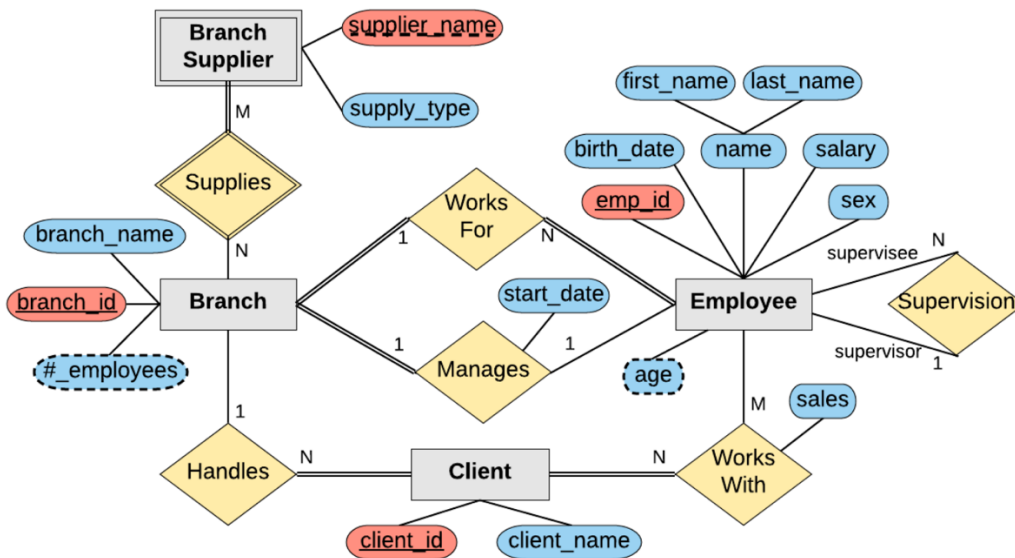 Branch
Supplier
supplier_name
supply_type
M
Supplies
N
first_name
last_name
birth_date
name
salary
emp_id
sex
branch_name
branch_id
#_employees
Branch
1
Works
For
N
1
Manages
1
start_date
Employee
age
supervisee
N
Supervision
supervisor
1
1
Handles
N
Client
N
M
Works
With
sales
client_id
client_name